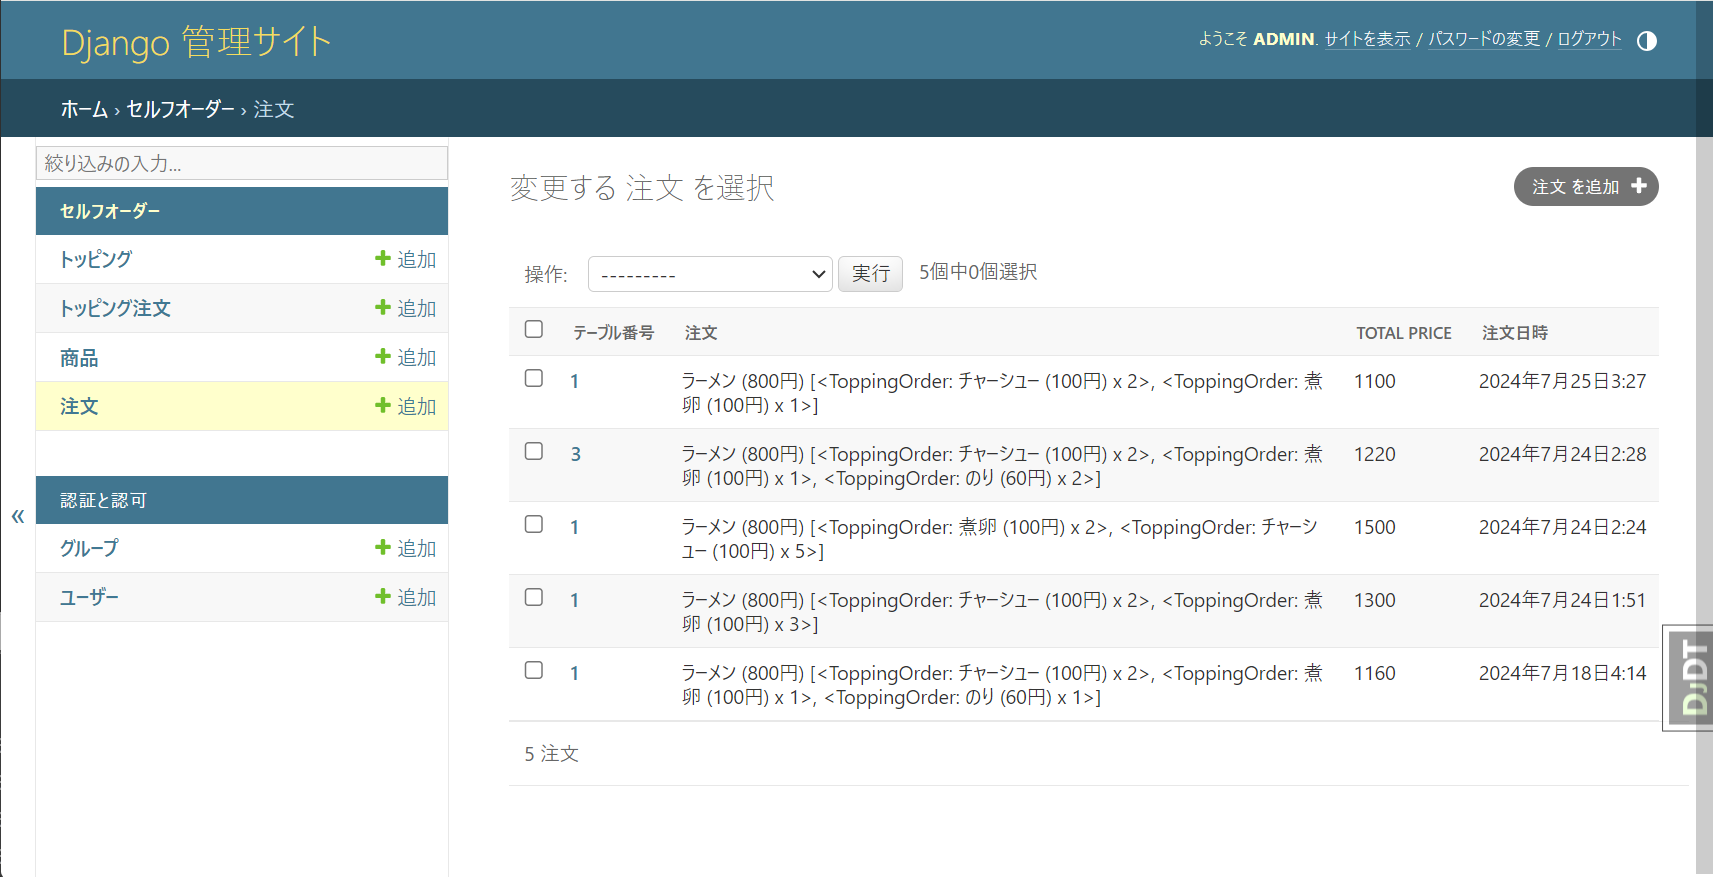 Django 管理サイト
ようこそ ADMIN. サイトを表示 / パスワードの変更 / ログアウト
ホーム › セルフオーダー › 注文
絞り込みの入力...
セルフオーダー
トッピング 追加
トッピング注文 追加
商品 追加
注文 追加
認証と認可
グループ 追加
ユーザー 追加
«
変更する 注文 を選択
注文 を追加
操作: --------- 実行 5個中0個選択
テーブル番号 注文 TOTAL PRICE 注文日時
1 ラーメン (800円) [<ToppingOrder: チャーシュー (100円) x 2>, <ToppingOrder: 煮 1100 2024年7月25日3:27
卵 (100円) x 1>]
3 ラーメン (800円) [<ToppingOrder: チャーシュー (100円) x 2>, <ToppingOrder: 煮 1220 2024年7月24日2:28
卵 (100円) x 1>, <ToppingOrder: のり (60円) x 2>]
1 ラーメン (800円) [<ToppingOrder: 煮卵 (100円) x 2>, <ToppingOrder: チャーシ 1500 2024年7月24日2:24
ュー (100円) x 5>]
1 ラーメン (800円) [<ToppingOrder: チャーシュー (100円) x 2>, <ToppingOrder: 煮 1300 2024年7月24日1:51
卵 (100円) x 3>]
1 ラーメン (800円) [<ToppingOrder: チャーシュー (100円) x 2>, <ToppingOrder: 煮 1160 2024年7月18日4:14
卵 (100円) x 1>, <ToppingOrder: のり (60円) x 1>]
5 注文
DjDT